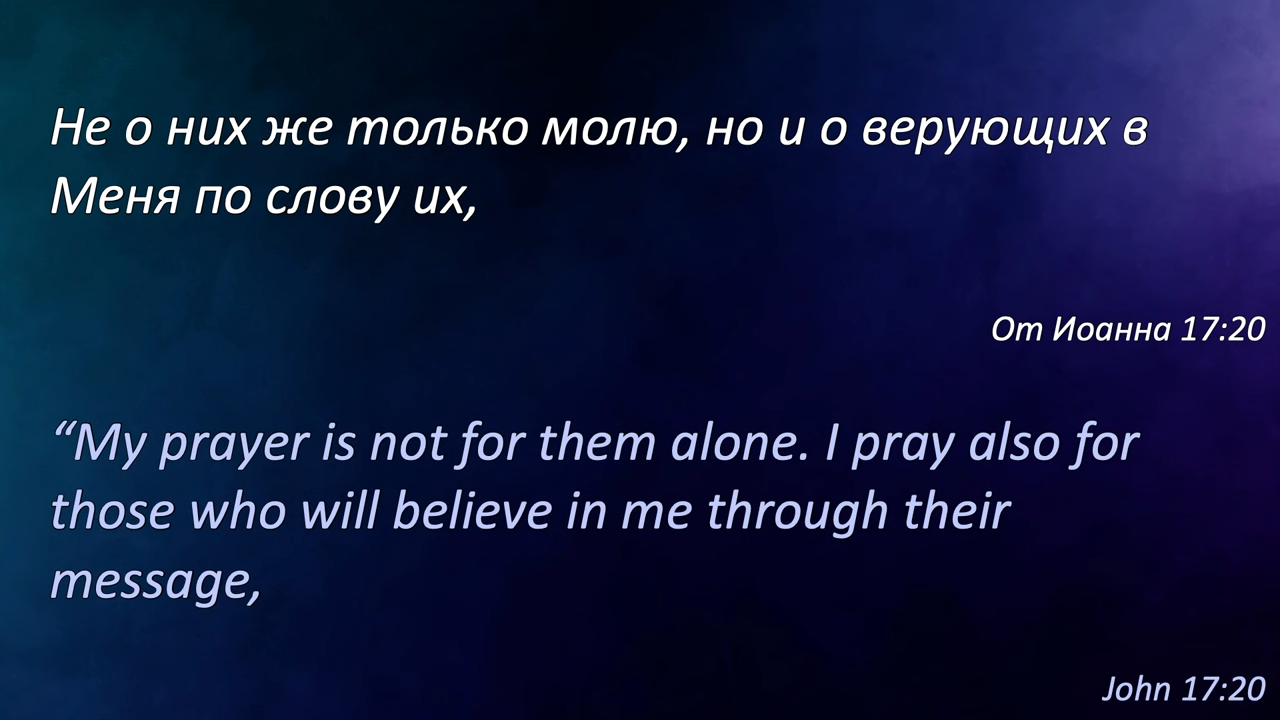 Не о них же только молю, но и о верующих в
Меня по слову их,
От Иоанна 17:20
“My prayer is not for them alone. I pray also for
those who will believe in me through their
message,
John 17:20